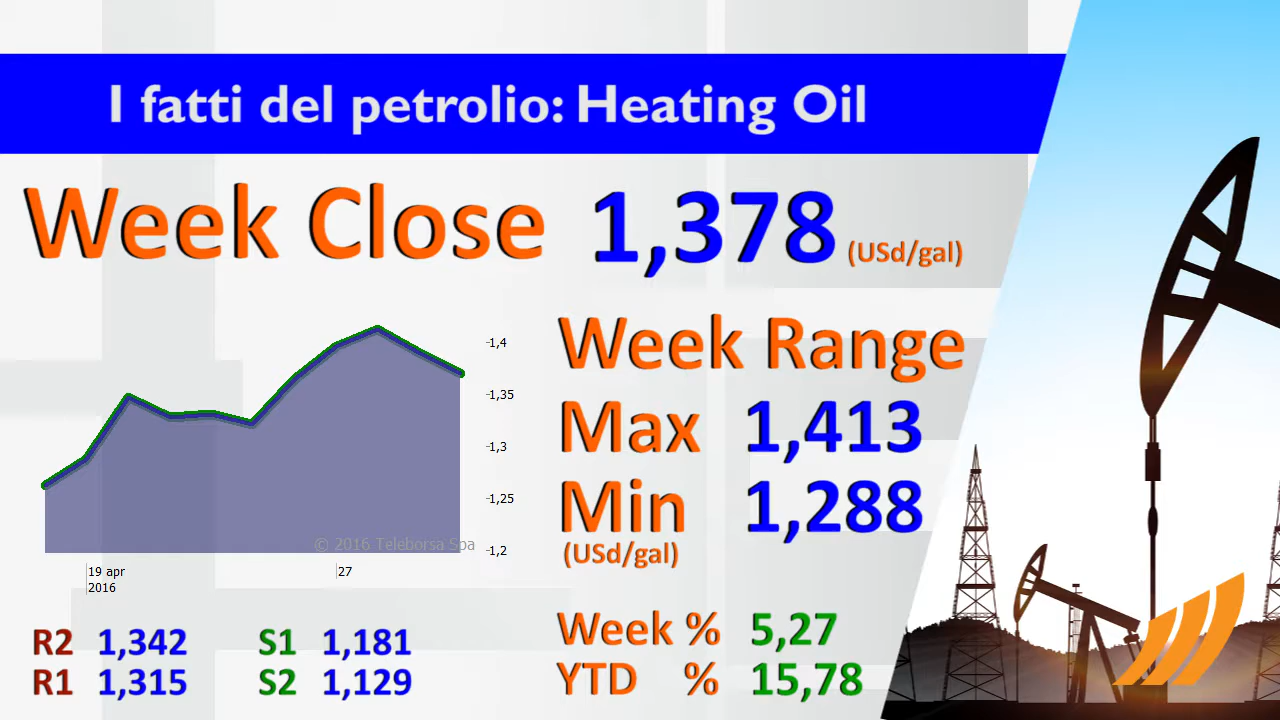 I fatti del petrolio: Heating Oil
Week Close 1,378 (USd/gal)
Week Range
Max 1,413
Min 1,288
(USd/gal)
-1,4
-1,35
-1,3
-1,25
-1,2
© 2016 Teleborsa Spa
19 apr 27
2016
R2 1,342 S1 1,181
R1 1,315 S2 1,129
Week % 5,27
YTD % 15,78